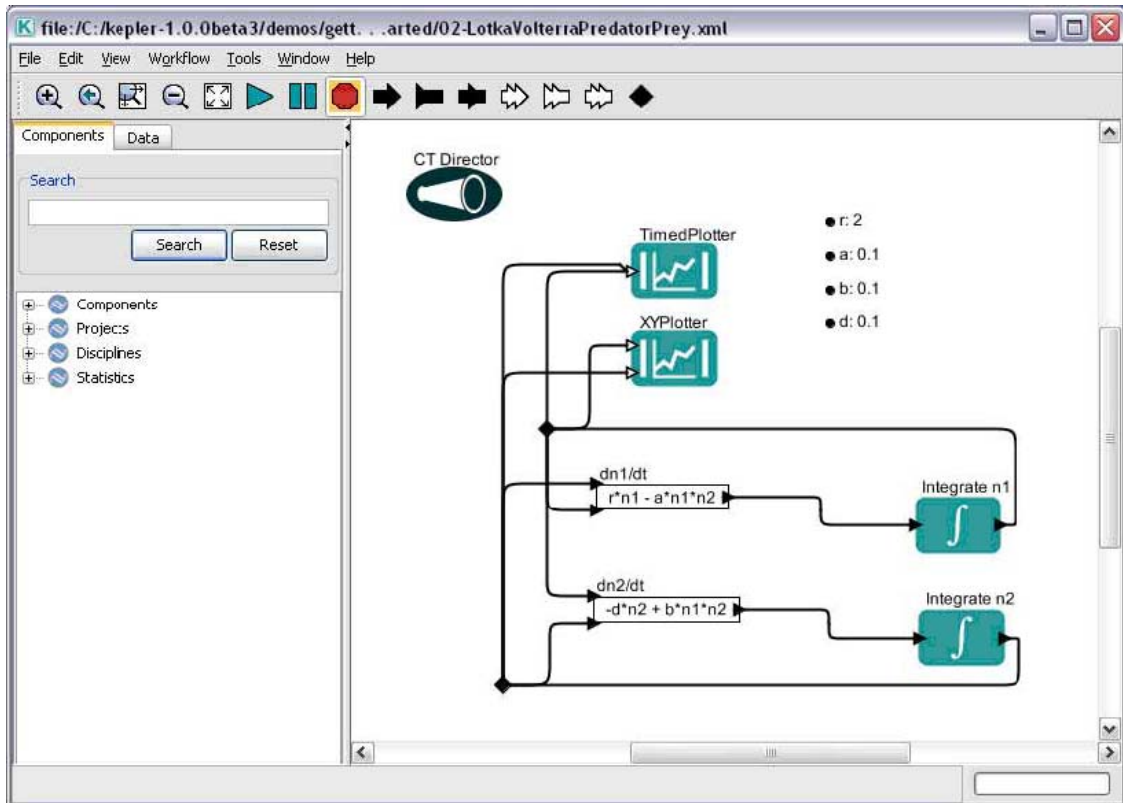 file:/C:/kepler-1.0.0beta3/demos/gett. . .arted/02-LotkaVolterraPredatorPrey.xml
File Edit View Workflow Tools Window Help
Components Data
Search
Search Reset
Components
Projects
Disciplines
Statistics
CT Director
TimedPlotter
XYPlotter
r: 2
a: 0.1
b: 0.1
d: 0.1
dn1/dt
r*n1 - a*n1*n2
Integrate n1
∫
dn2/dt
-d*n2 + b*n1*n2
Integrate n2
∫